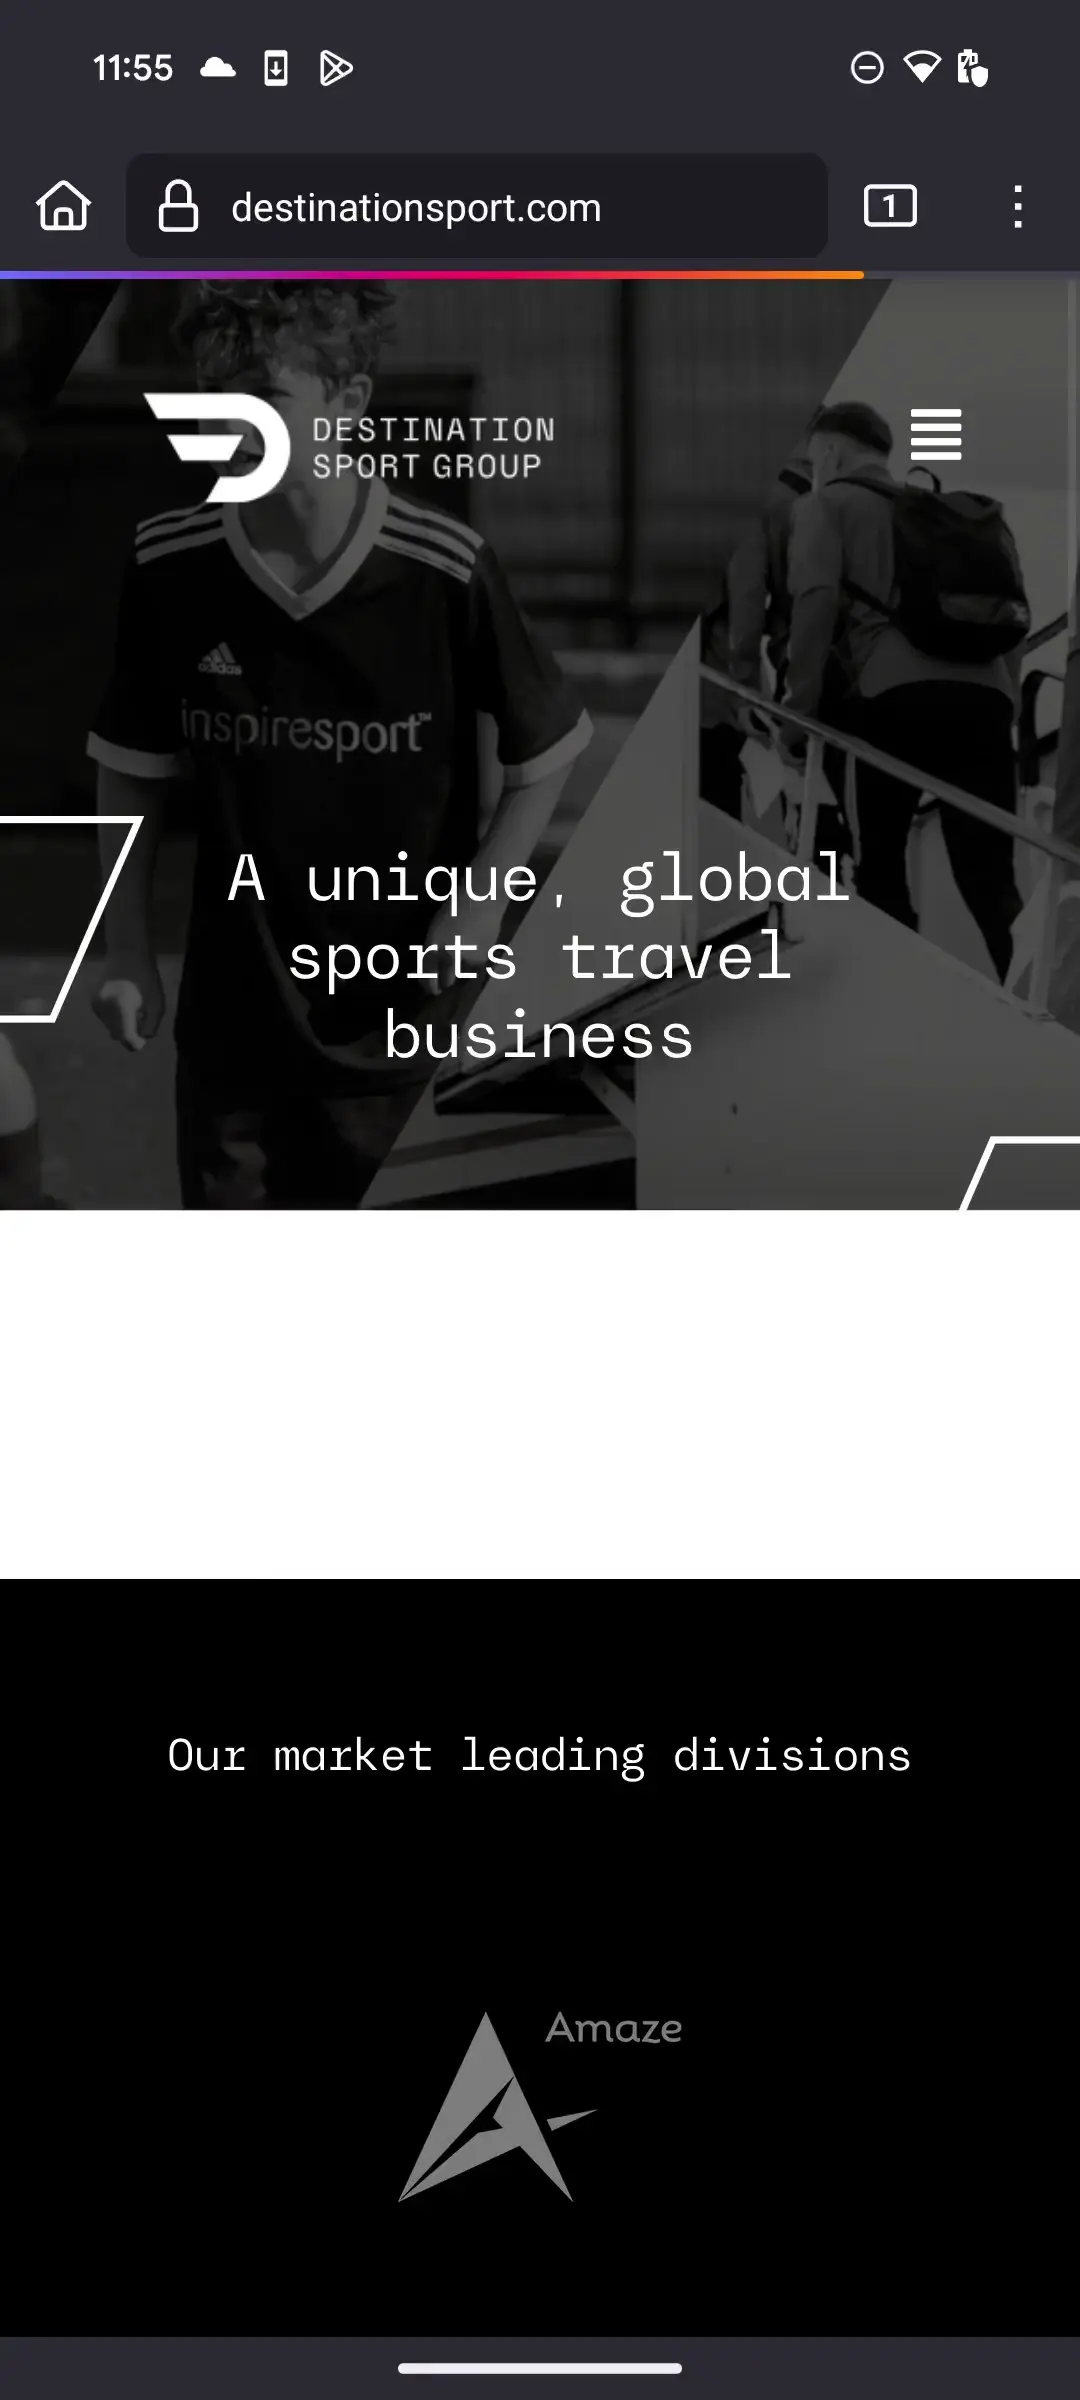 11:55
destinationsport.com
1
DESTINATION
SPORT GROUP
adidas
inspiresport™
A unique, global
sports travel
business
Our market leading divisions
Amaze